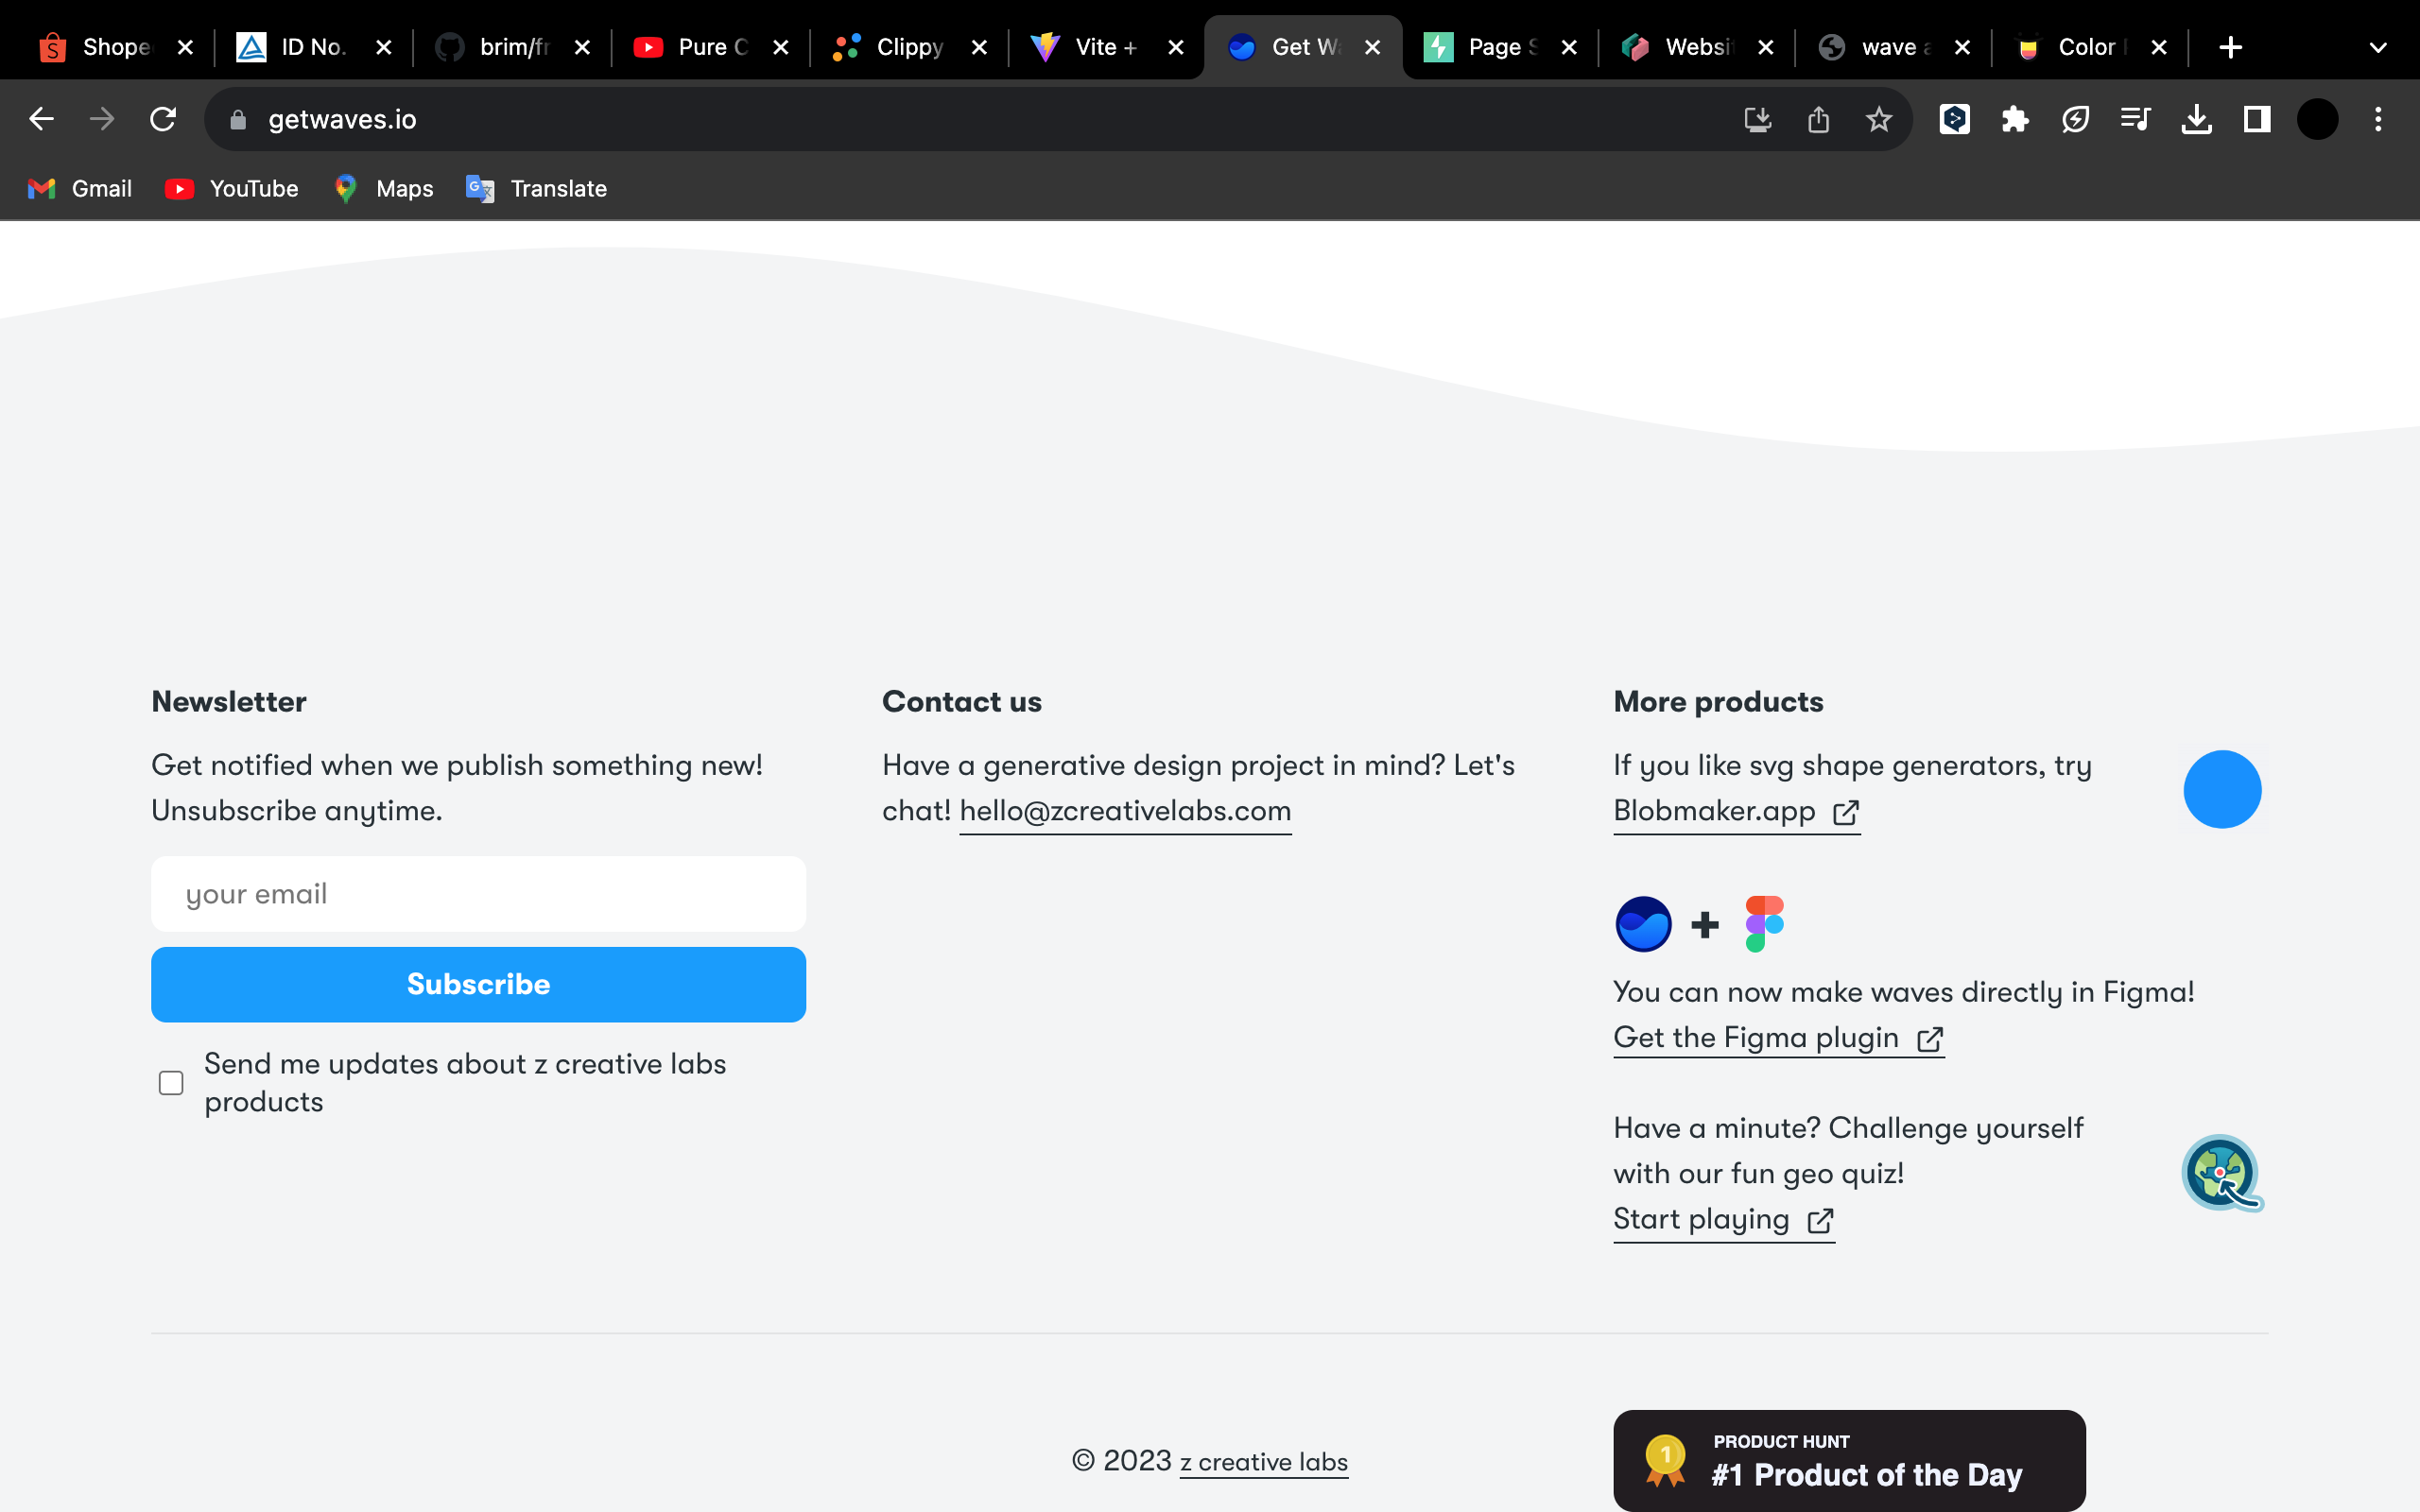 Shope
ID No.
brim/fr
Pure C
Clippy
Vite +
Get W
Page S
Websi
wave a
Color
getwaves.io
Gmail
YouTube
Maps
Translate
Newsletter
Get notified when we publish something new!
Unsubscribe anytime.
your email
Subscribe
Send me updates about z creative labs
products
Contact us
Have a generative design project in mind? Let's
chat! hello@zcreativelabs.com
More products
If you like svg shape generators, try
Blobmaker.app
You can now make waves directly in Figma!
Get the Figma plugin
Have a minute? Challenge yourself
with our fun geo quiz!
Start playing
© 2023 z creative labs
1
PRODUCT HUNT
#1 Product of the Day